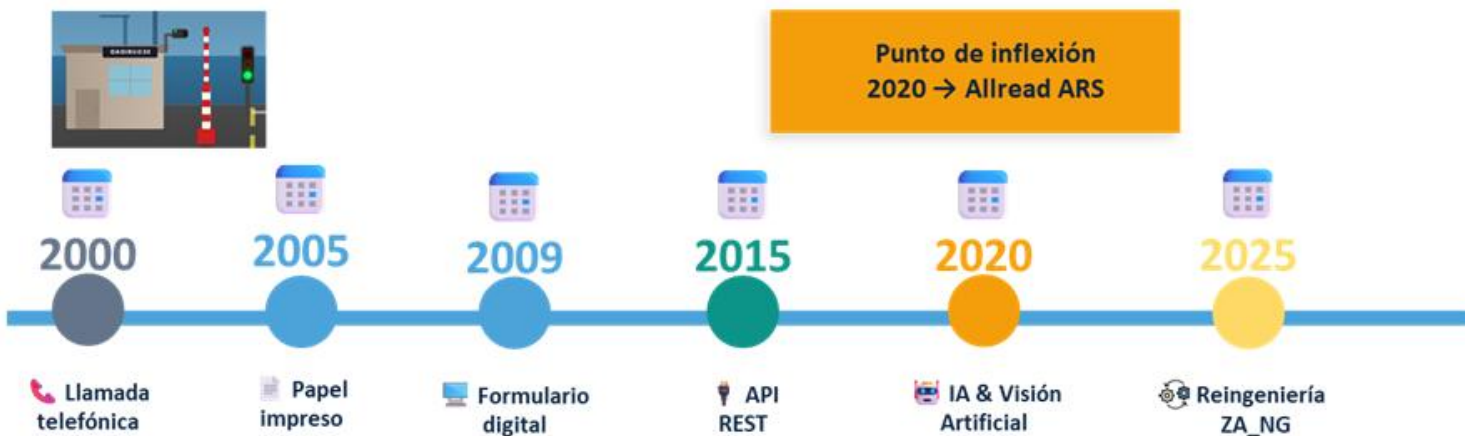 Punto de inflexión
2020 → Allread ARS
2000
2005
2009
2015
2020
2025
Llamada
telefónica
Papel
impreso
Formulario
digital
API
REST
IA & Visión
Artificial
Reingeniería
ZA_NG